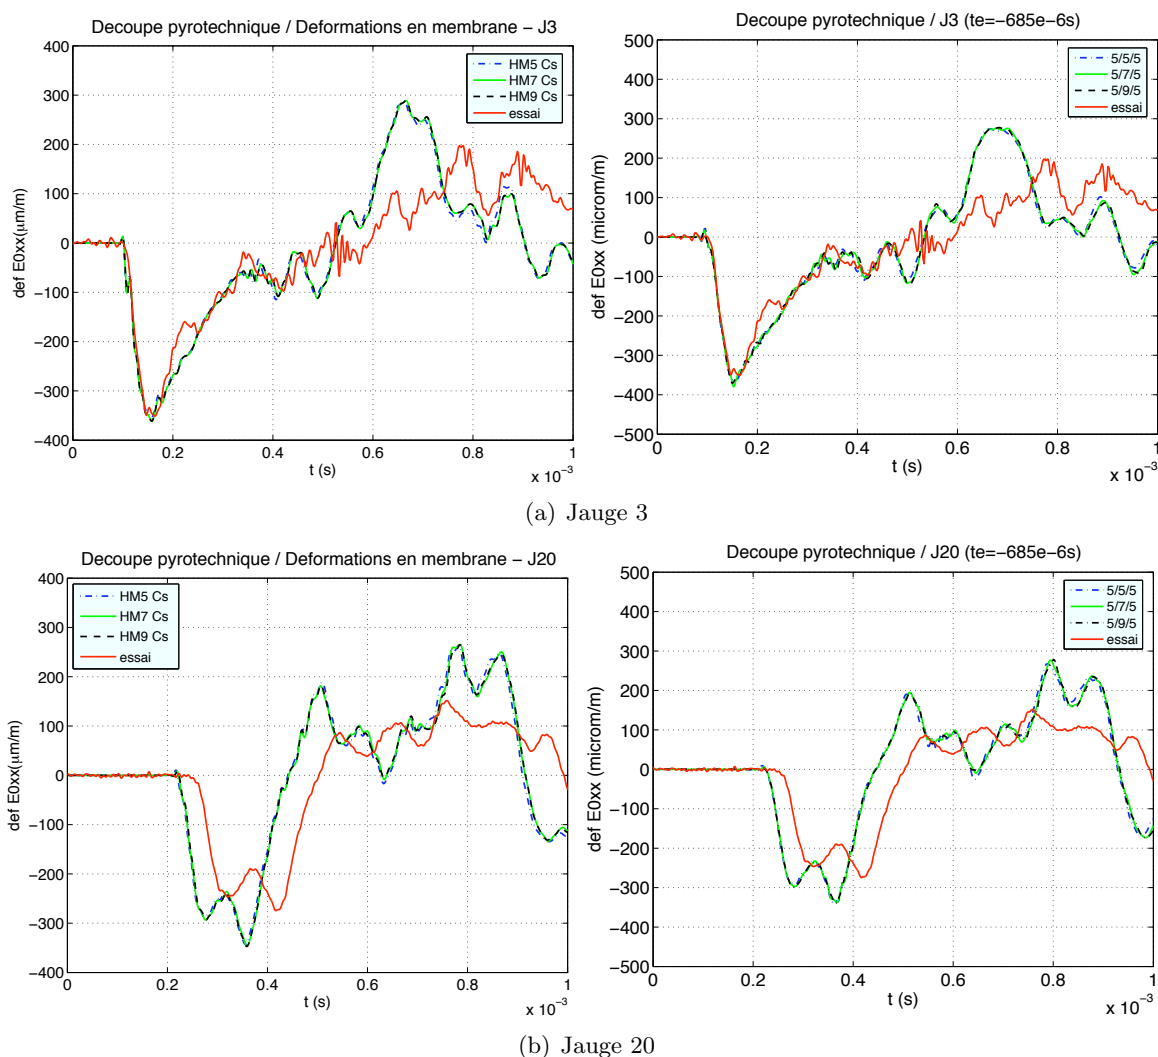 Decoupe pyrotechnique / Deformations en membrane − J3
400
300
200
100
0
−100
−200
−300
−400
def E0xx(μm/m)
HM5 Cs
HM7 Cs
HM9 Cs
essai
0
0.2
0.4
0.6
0.8
1
x 10⁻³
t (s)
Decoupe pyrotechnique / J3 (te=−685e−6s)
500
400
300
200
100
0
−100
−200
−300
−400
−500
def E0xx (microm/m)
5/5/5
5/7/5
5/9/5
essai
0
0.2
0.4
0.6
0.8
1
x 10⁻³
t (s)
(a) Jauge 3
Decoupe pyrotechnique / Deformations en membrane − J20
400
300
200
100
0
−100
−200
−300
−400
def E0xx(μm/m)
HM5 Cs
HM7 Cs
HM9 Cs
essai
0
0.2
0.4
0.6
0.8
1
x 10⁻³
t (s)
Decoupe pyrotechnique / J20 (te=−685e−6s)
500
400
300
200
100
0
−100
−200
−300
−400
−500
def E0xx (microm/m)
5/5/5
5/7/5
5/9/5
essai
0
0.2
0.4
0.6
0.8
1
x 10⁻³
t (s)
(b) Jauge 20